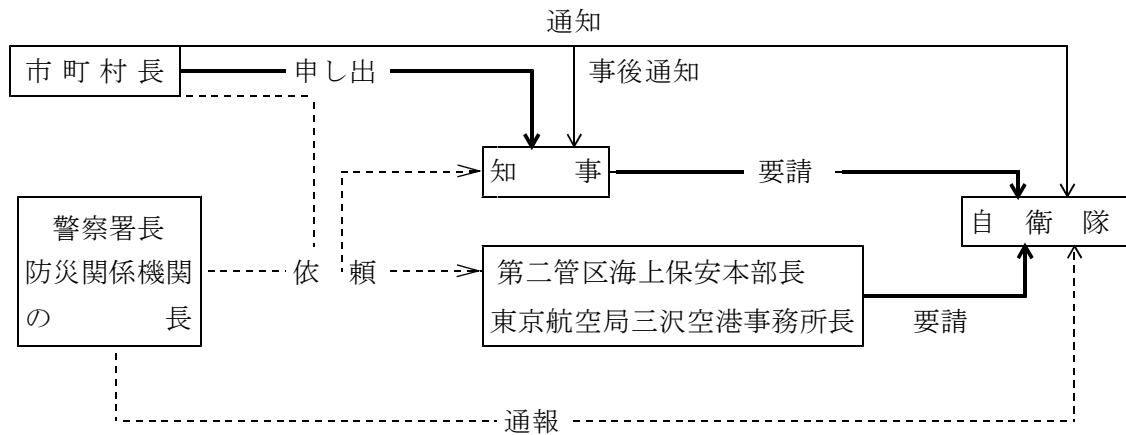 通知
市町村長
申し出
事後通知
知事
要請
自衛隊
警察署長
防災関係機関
の長
依頼
第二管区海上保安本部長
東京航空局三沢空港事務所長
要請
通報